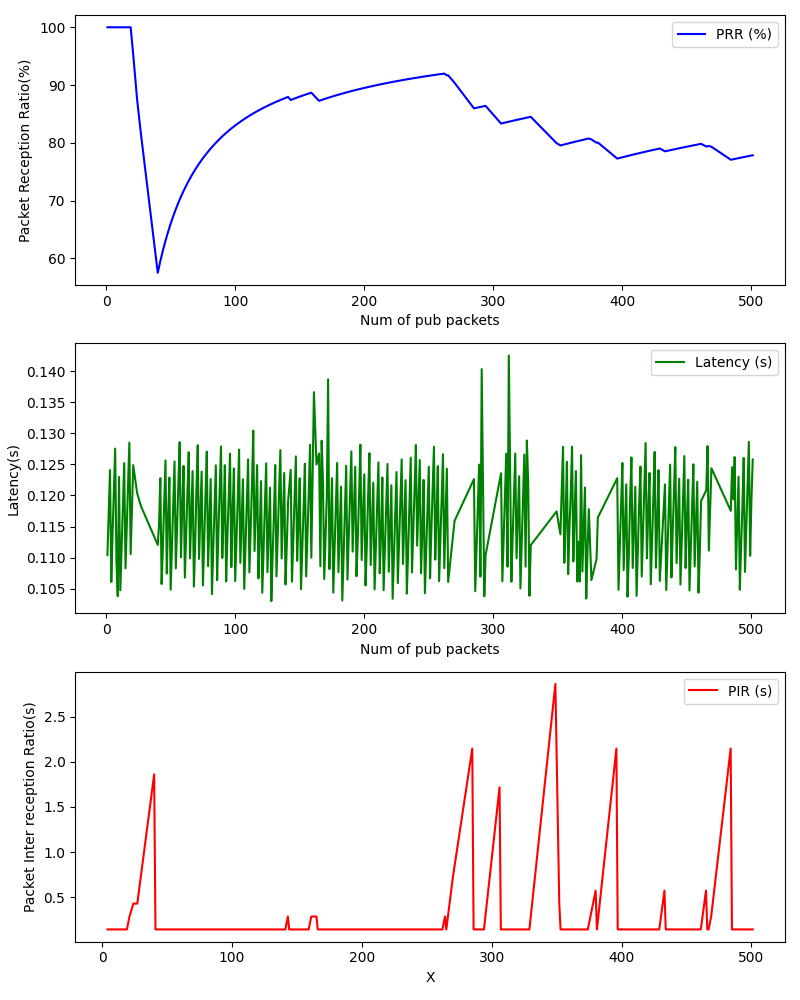 100
90
80
70
60
Packet Reception Ratio(%)
PRR (%)
0 100 200 300 400 500
Num of pub packets
0.140
0.135
0.130
0.125
0.120
0.115
0.110
0.105
Latency(s)
Latency (s)
0 100 200 300 400 500
Num of pub packets
2.5
2.0
1.5
1.0
0.5
Packet Inter reception Ratio(s)
PIR (s)
0 100 200 300 400 500
X